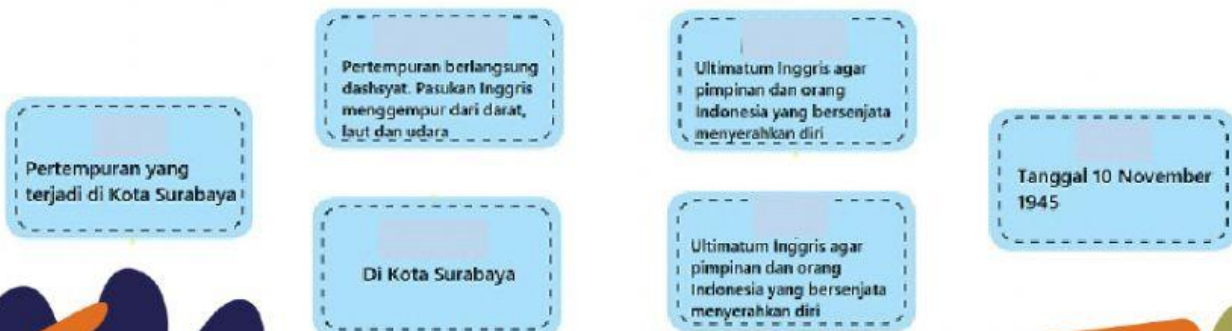 Pertempuran yang
terjadi di Kota Surabaya
Pertempuran berlangsung
dashsyat. Pasukan Inggris
menggempur dari darat,
laut dan udara
Di Kota Surabaya
Ultimatum Inggris agar
pimpinan dan orang
Indonesia yang bersenjata
menyerahkan diri
Ultimatum Inggris agar
pimpinan dan orang
Indonesia yang bersenjata
menyerahkan diri
Tanggal 10 November
1945